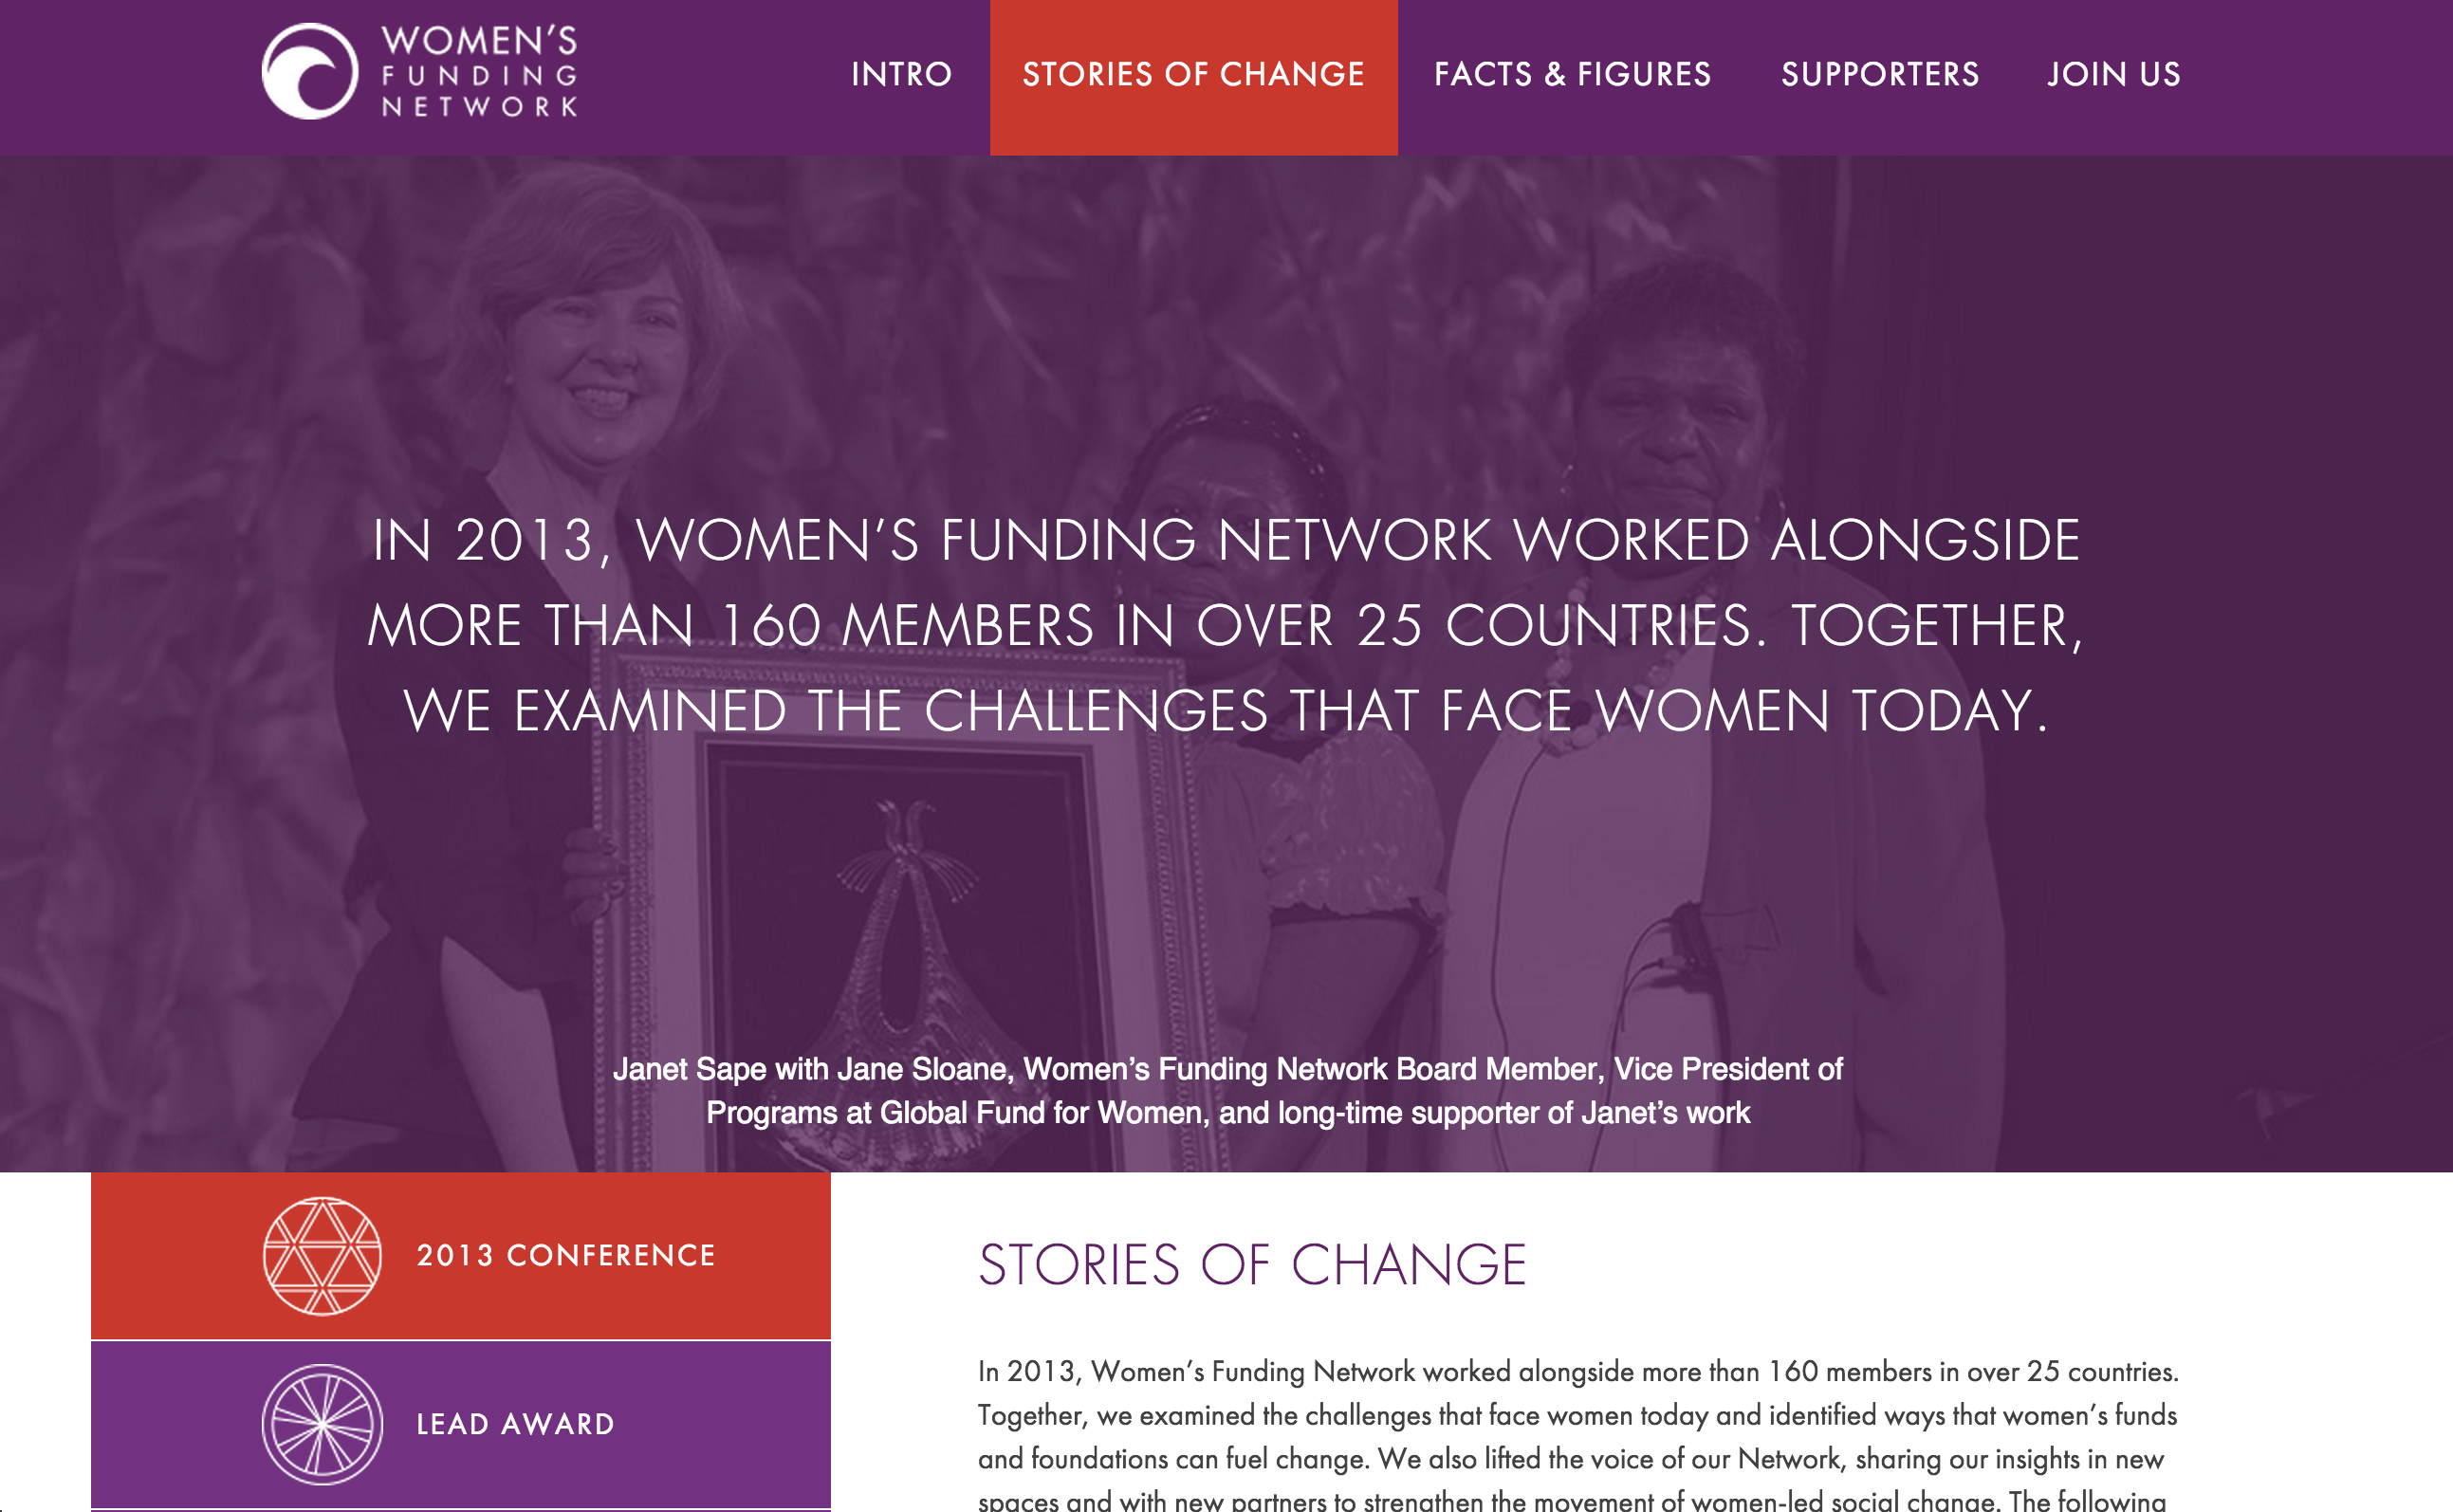 WOMEN'S
FUNDING
NETWORK
INTRO
STORIES OF CHANGE
FACTS & FIGURES
SUPPORTERS
JOIN US
IN 2013, WOMEN’S FUNDING NETWORK WORKED ALONGSIDE
MORE THAN 160 MEMBERS IN OVER 25 COUNTRIES. TOGETHER,
WE EXAMINED THE CHALLENGES THAT FACE WOMEN TODAY.
Janet Sape with Jane Sloane, Women’s Funding Network Board Member, Vice President of
Programs at Global Fund for Women, and long-time supporter of Janet’s work
2013 CONFERENCE
LEAD AWARD
STORIES OF CHANGE
In 2013, Women’s Funding Network worked alongside more than 160 members in over 25 countries.
Together, we examined the challenges that face women today and identified ways that women’s funds
and foundations can fuel change. We also lifted the voice of our Network, sharing our insights in new
spaces and with new partners to strengthen the movement of women-led social change. The following